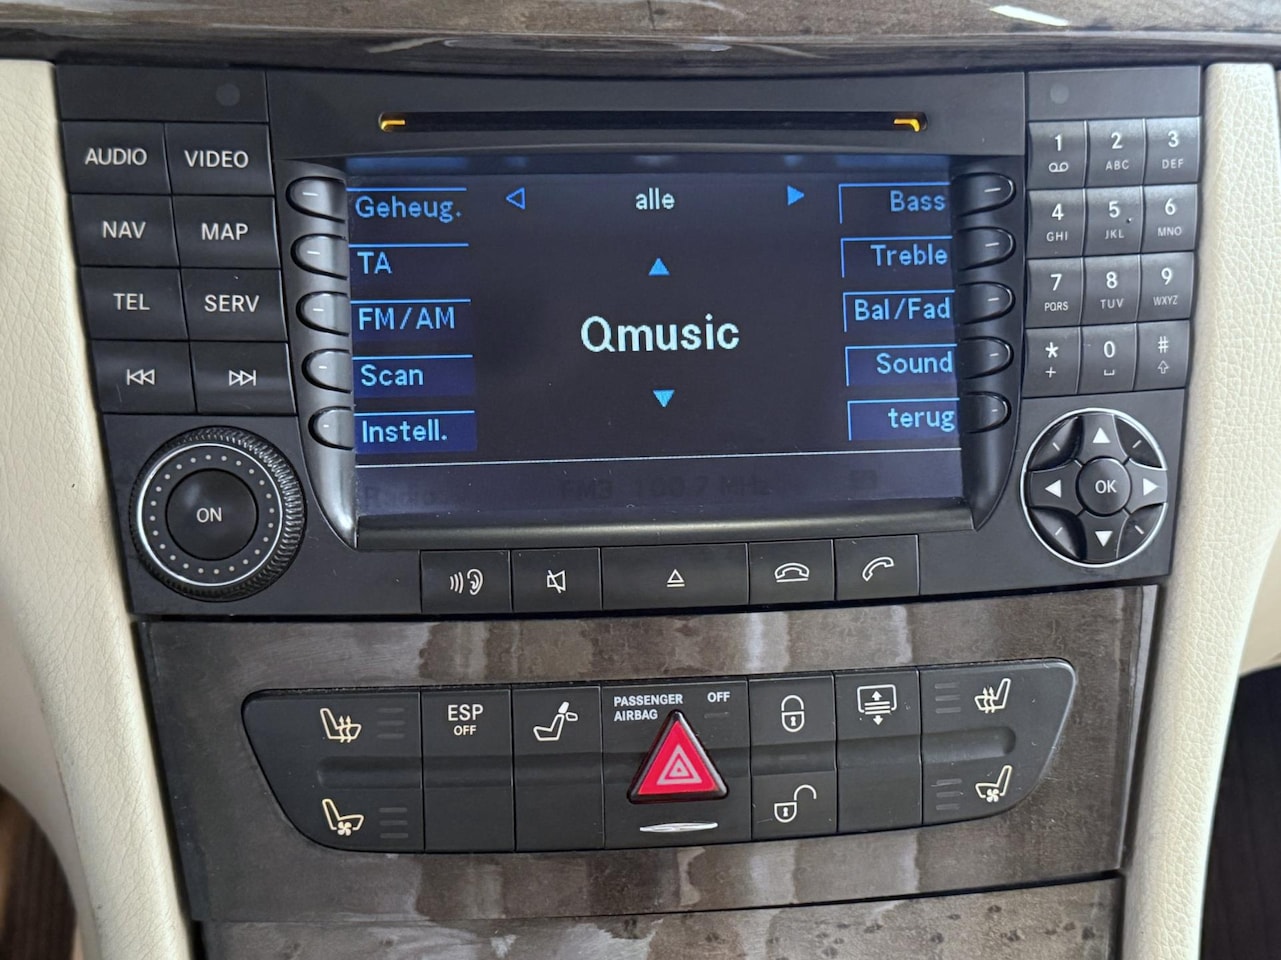 AUDIO VIDEO
NAV MAP
TEL SERV
ON
Geheug.
TA
FM/AM
Scan
Instell.
alle
Qmusic
Bass
Treble
Bal/Fad
Sound
terug
1 2 ABC 3 DEF
4 GHI 5 JKL 6 MNO
7 PQRS 8 TUV 9 WXYZ
* + 0 #
OK
ESP
OFF
PASSENGER OFF
AIRBAG